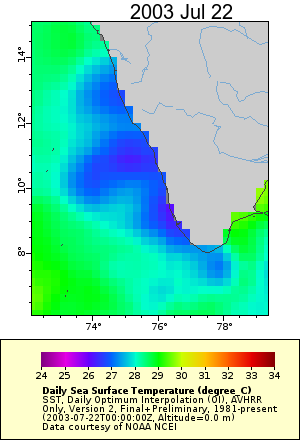 2003 Jul 22
14°
12°
10°
8°
74° 76° 78°
24 25 26 27 28 29 30 31 32 33 34
Daily Sea Surface Temperature (degree_C)
SST, Daily Optimum Interpolation (OI), AVHRR
Only, Version 2, Final+Preliminary, 1981-present
(2003-07-22T00:00:00Z, Altitude=0.0 m)
Data courtesy of NOAA NCEI